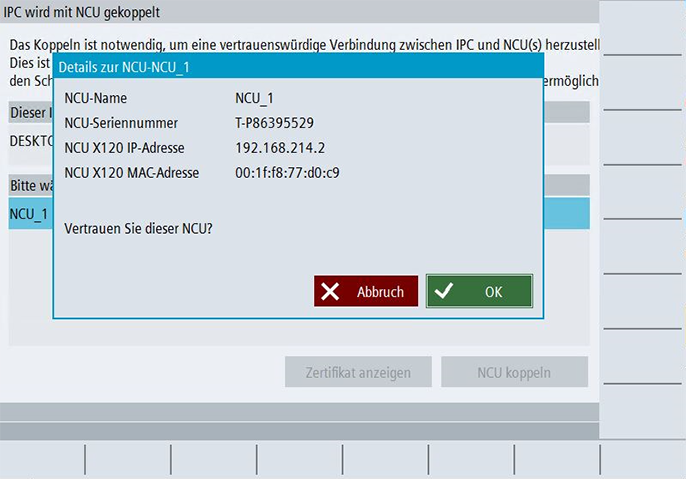 IPC wird mit NCU gekoppelt
Das Koppeln ist notwendig, um eine vertrauenswürdige Verbindung zwischen IPC und NCU(s) herzustell
Dies ist
den Sch
ermöglich
Details zur NCU-NCU_1
NCU-Name NCU_1
NCU-Seriennummer T-P86395529
NCU X120 IP-Adresse 192.168.214.2
NCU X120 MAC-Adresse 00:1f:f8:77:d0:c9
Vertrauen Sie dieser NCU?
Abbruch OK
Dieser I
DESKTO
Bitte wä
NCU_1
Zertifikat anzeigen NCU koppeln